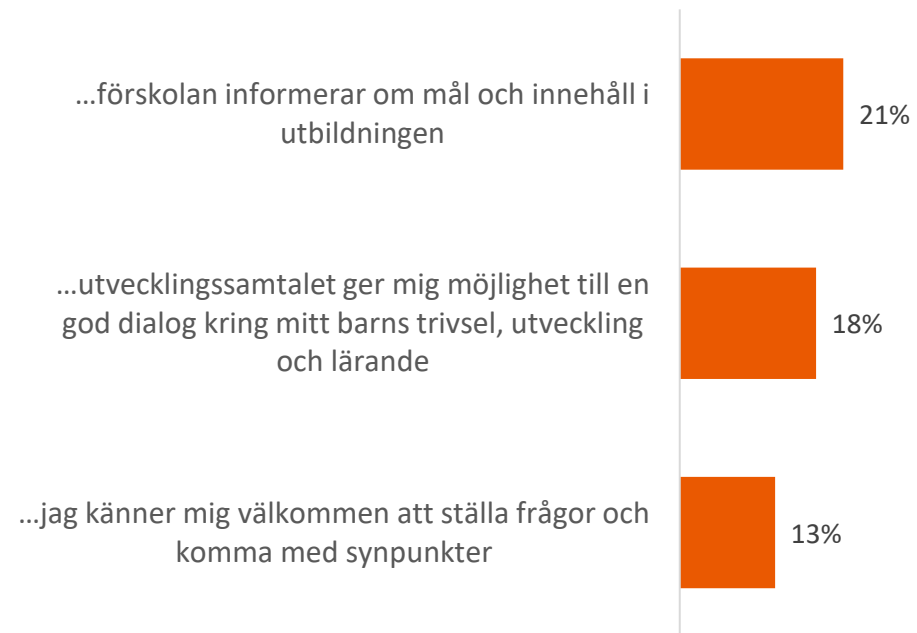 ...förskolan informerar om mål och innehåll i
utbildningen
21%
...utvecklingssamtalet ger mig möjlighet till en
god dialog kring mitt barns trivsel, utveckling
och lärande
18%
...jag känner mig välkommen att ställa frågor och
komma med synpunkter
13%